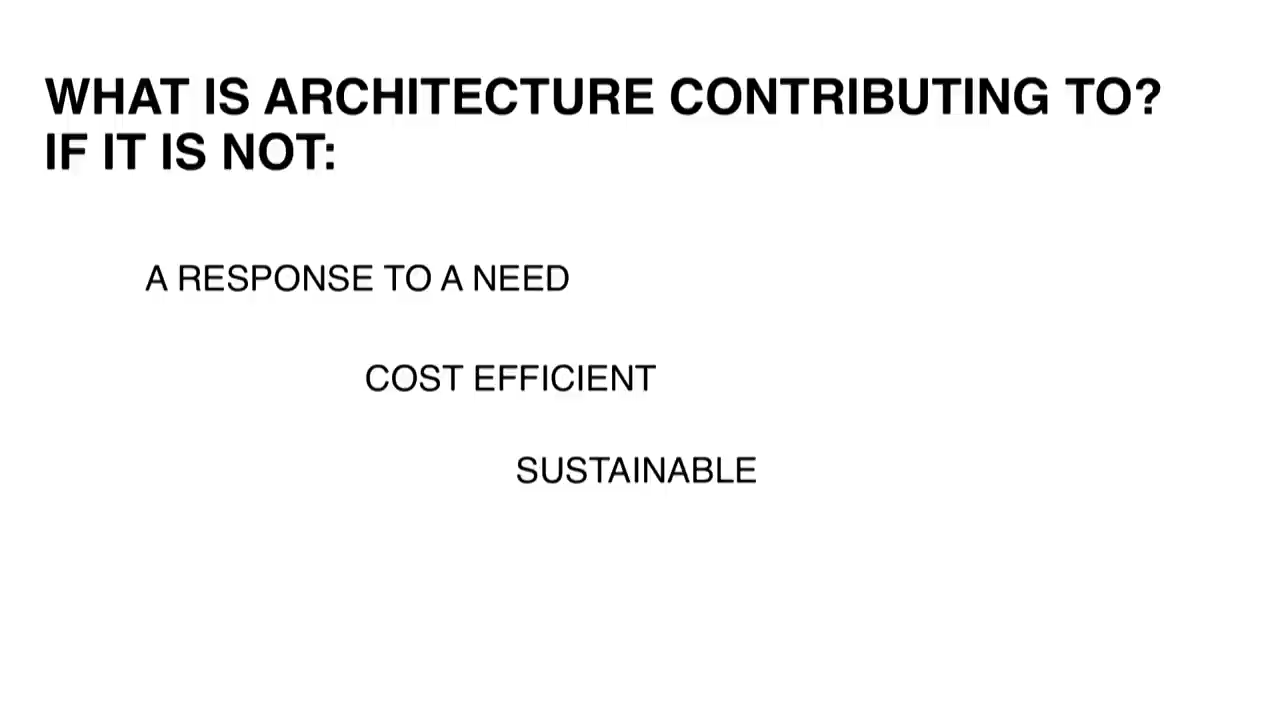 WHAT IS ARCHITECTURE CONTRIBUTING TO?
IF IT IS NOT:
A RESPONSE TO A NEED
COST EFFICIENT
SUSTAINABLE